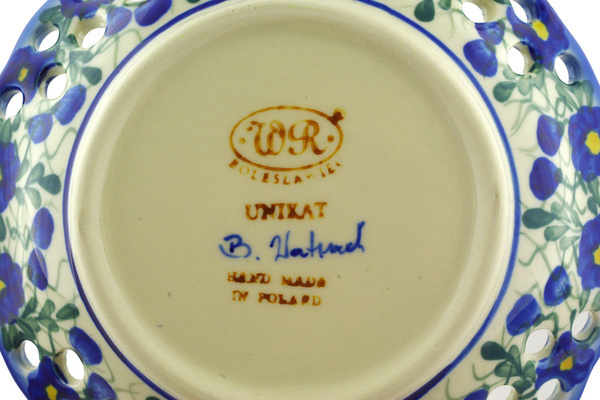 WR
BOLESLAWIEC
UNIKAT
B.
HAND MADE
IN POLAND